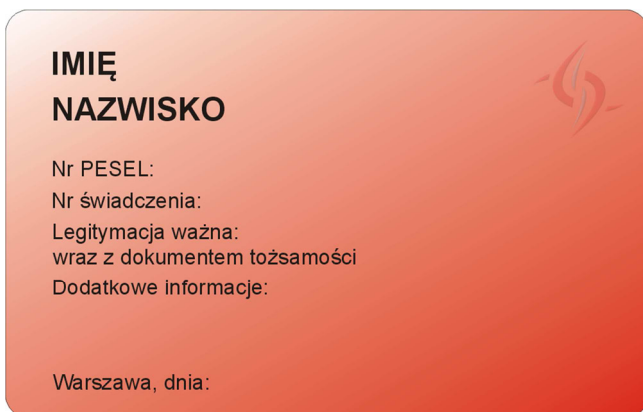 IMIĘ
NAZWISKO
Nr PESEL:
Nr świadczenia:
Legitymacja ważna:
wraz z dokumentem tożsamości
Dodatkowe informacje:
Warszawa, dnia: